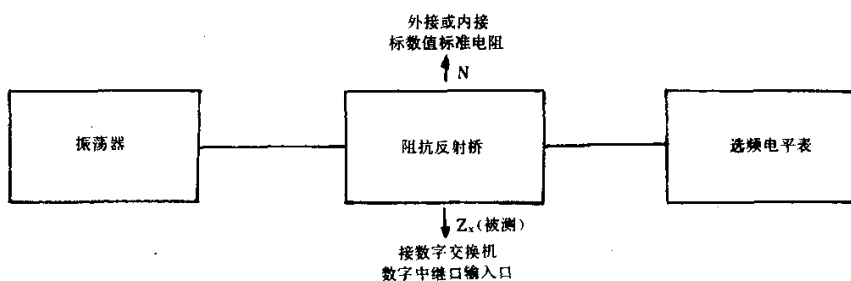 外接或内接
标数值标准电阻
N
振荡器
阻抗反射桥
选频电平表
Zx(被测)
接数字交换机
数字中继口输入口